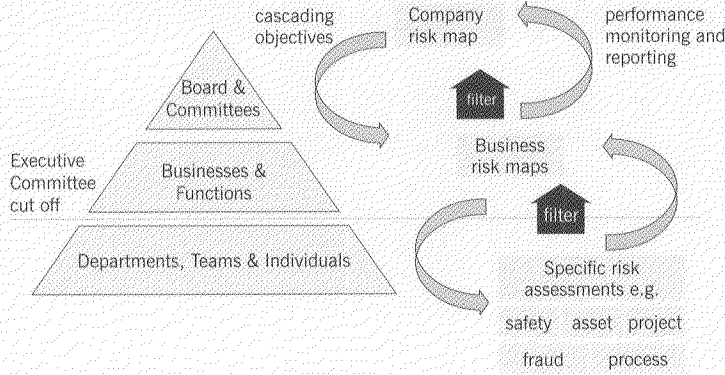 cascading
objectives
Company
risk map
performance
monitoring and
reporting
filter
Board &
Committees
Executive
Committee
cut off
Businesses &
Functions
Business
risk maps
filter
Departments, Teams & Individuals
Specific risk
assessments e.g.
safety asset project
fraud process